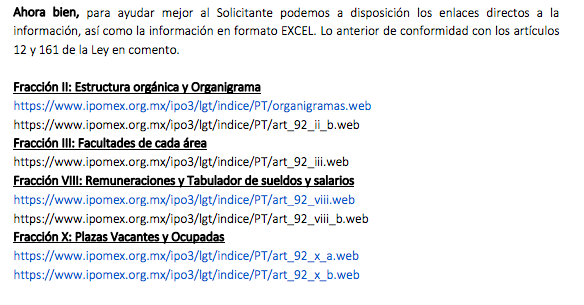 Ahora bien, para ayudar mejor al Solicitante podemos a disposición los enlaces directos a la
información, así como la información en formato EXCEL. Lo anterior de conformidad con los artículos
12 y 161 de la Ley en comento.
Fracción II: Estructura orgánica y Organigrama
https://www.ipomex.org.mx/ipo3/lgt/indice/PT/organigramas.web
https://www.ipomex.org.mx/ipo3/lgt/indice/PT/art_92_ii_b.web
Fracción III: Facultades de cada área
https://www.ipomex.org.mx/ipo3/lgt/indice/PT/art_92_iii.web
Fracción VIII: Remuneraciones y Tabulador de sueldos y salarios
https://www.ipomex.org.mx/ipo3/lgt/indice/PT/art_92_viii.web
https://www.ipomex.org.mx/ipo3/lgt/indice/PT/art_92_viii_b.web
Fracción X: Plazas Vacantes y Ocupadas
https://www.ipomex.org.mx/ipo3/lgt/indice/PT/art_92_x_a.web
https://www.ipomex.org.mx/ipo3/lgt/indice/PT/art_92_x_b.web